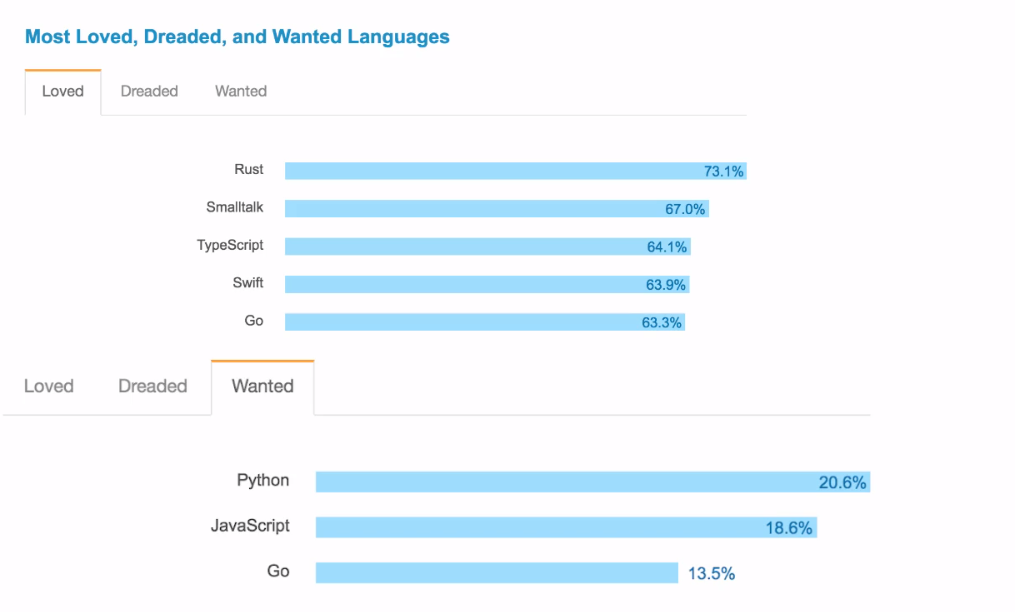 Most Loved, Dreaded, and Wanted Languages
Loved Dreaded Wanted
Rust 73.1%
Smalltalk 67.0%
TypeScript 64.1%
Swift 63.9%
Go 63.3%
Loved Dreaded Wanted
Python 20.6%
JavaScript 18.6%
Go 13.5%